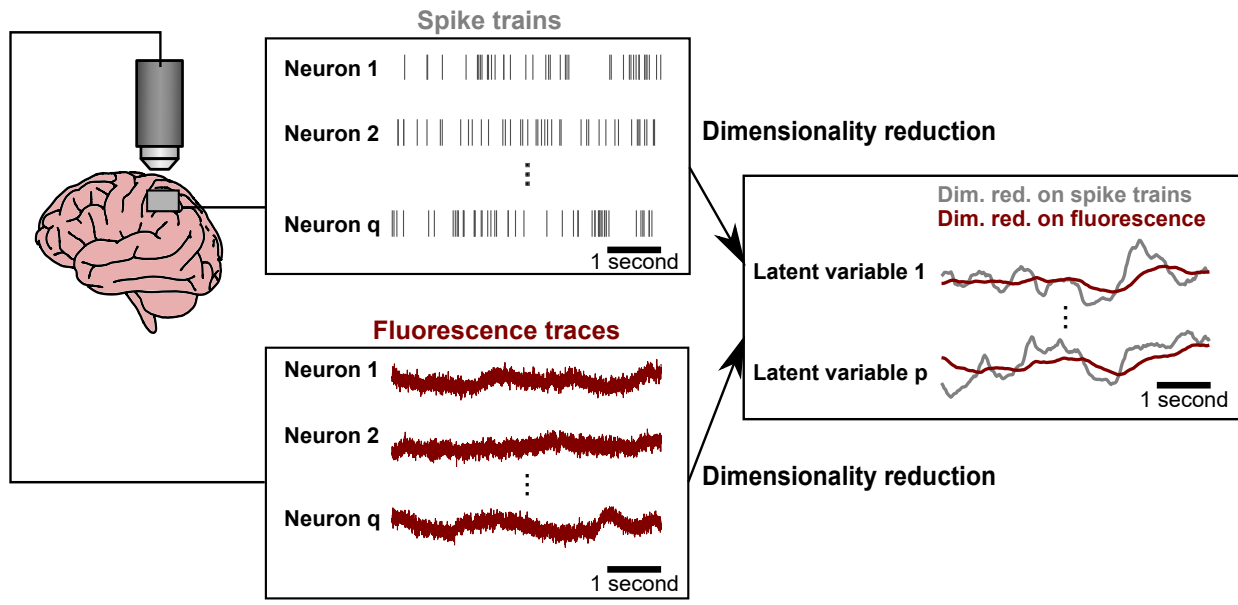 Spike trains
Neuron 1
Neuron 2
⋮
Neuron q
1 second
Dimensionality reduction
Dim. red. on spike trains
Dim. red. on fluorescence
Latent variable 1
⋮
Latent variable p
1 second
Fluorescence traces
Neuron 1
Neuron 2
⋮
Neuron q
1 second
Dimensionality reduction